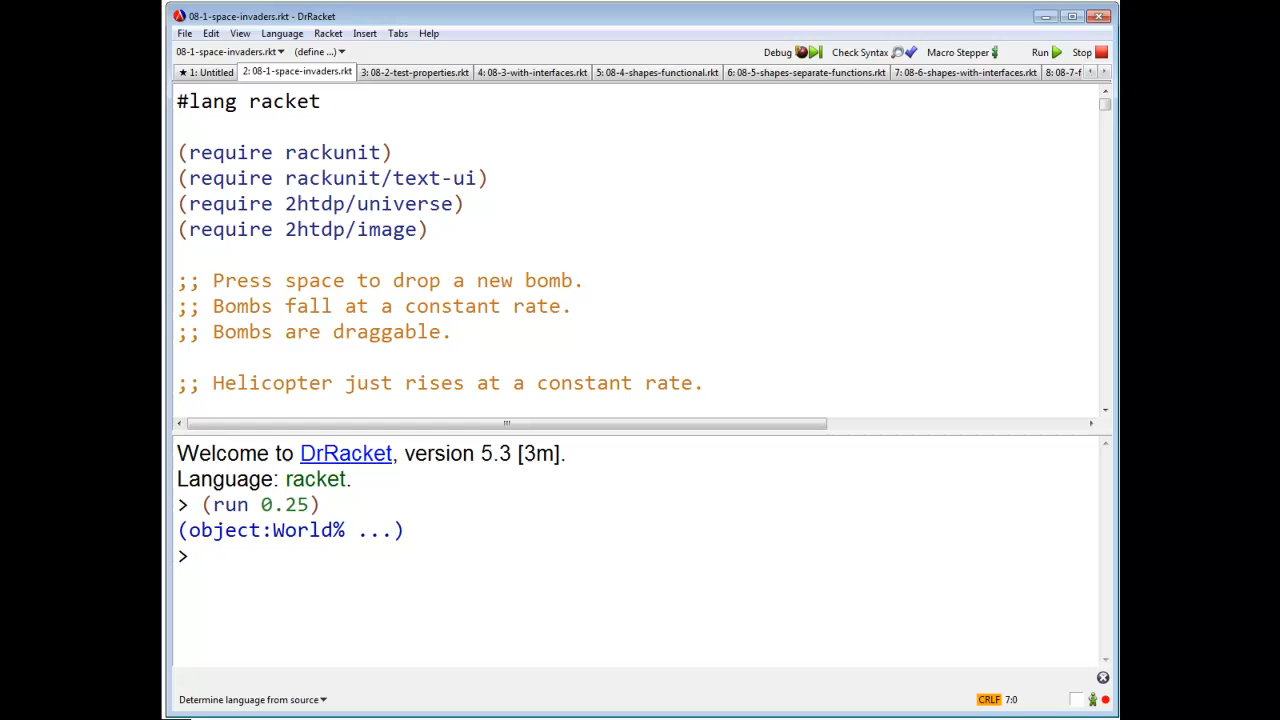 08-1-space-invaders.rkt - DrRacket
File Edit View Language Racket Insert Tabs Help
08-1-space-invaders.rkt (define ...) Debug Check Syntax Macro Stepper Run Stop
★ 1: Untitled 2: 08-1-space-invaders.rkt 3: 08-2-test-properties.rkt 4: 08-3-with-interfaces.rkt 5: 08-4-shapes-functional.rkt 6: 08-5-shapes-separate-functions.rkt 7: 08-6-shapes-with-interfaces.rkt 8: 08-7-f
#lang racket
(require rackunit)
(require rackunit/text-ui)
(require 2htdp/universe)
(require 2htdp/image)
;; Press space to drop a new bomb.
;; Bombs fall at a constant rate.
;; Bombs are draggable.
;; Helicopter just rises at a constant rate.
Welcome to DrRacket, version 5.3 [3m].
Language: racket.
> (run 0.25)
(object:World% ...)
>
Determine language from source CRLF 7:0